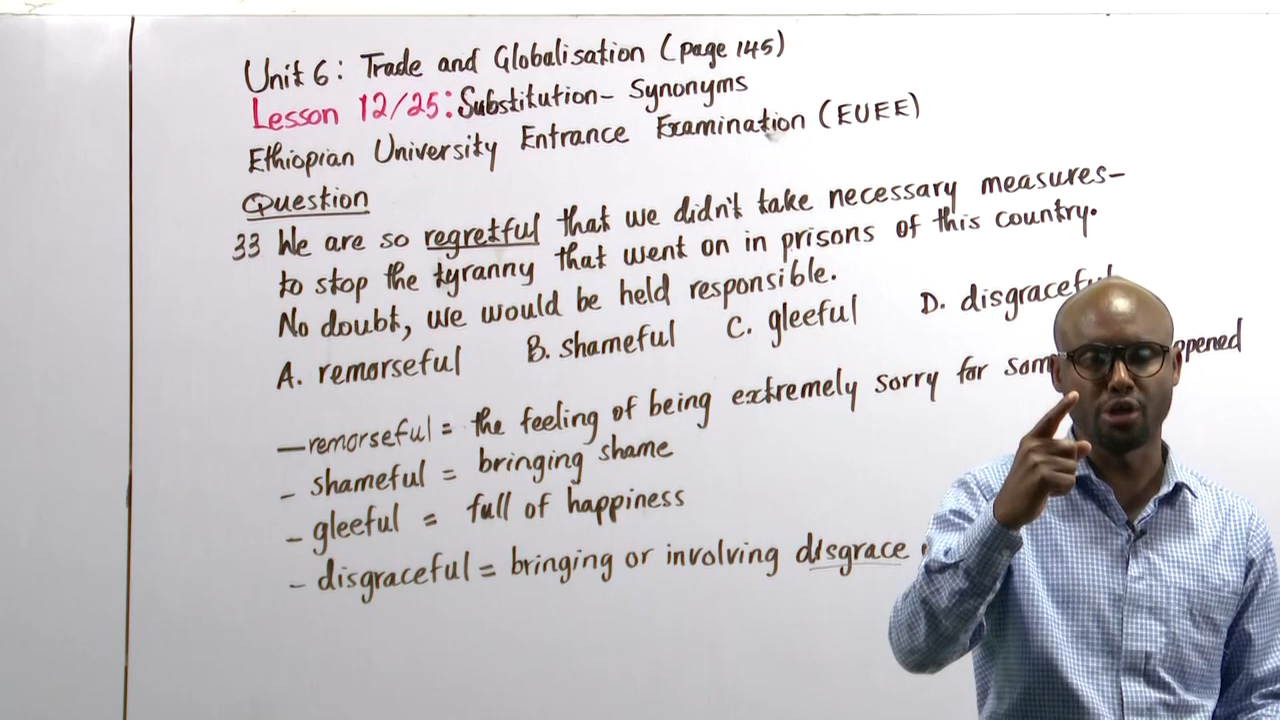 Unit 6: Trade and Globalisation (page 145)
Lesson 12/25: Substitution- Synonyms
Ethiopian University Entrance Examination (EUEE)
Question
33 We are so regretful that we didn't take necessary measures-
to stop the tyranny that went on in prisons of this country.
No doubt, we would be held responsible.
A. remorseful B. shameful C. gleeful D. disgraceful
- remorseful = the feeling of being extremely sorry for
- shameful = bringing shame
- gleeful = full of happiness
- disgraceful = bringing or involving disgrace